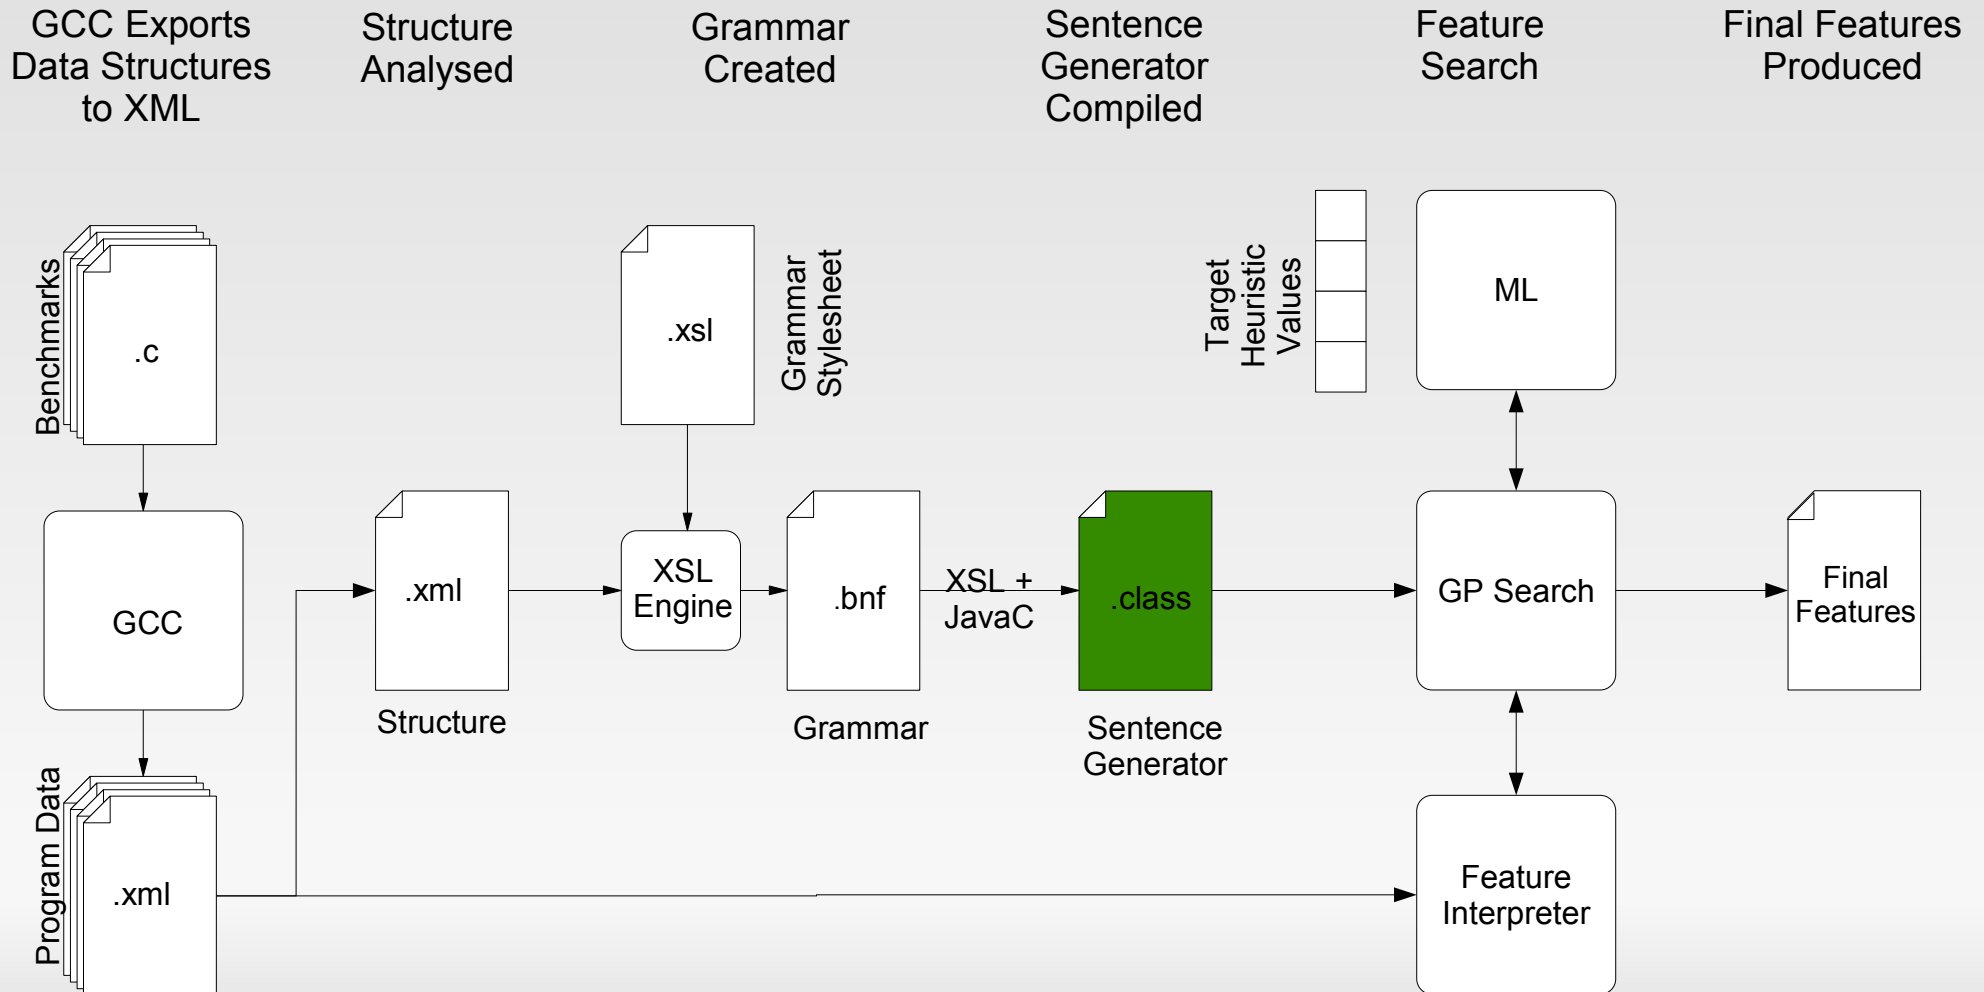 GCC Exports
Data Structures
to XML
Structure
Analysed
Grammar
Created
Sentence
Generator
Compiled
Feature
Search
Final Features
Produced
Benchmarks
.c
.xsl
Grammar
Stylesheet
Target
Heuristic
Values
ML
GCC
.xml
Structure
XSL
Engine
.bnf
Grammar
XSL +
JavaC
.class
Sentence
Generator
GP Search
Final
Features
Program Data
.xml
Feature
Interpreter